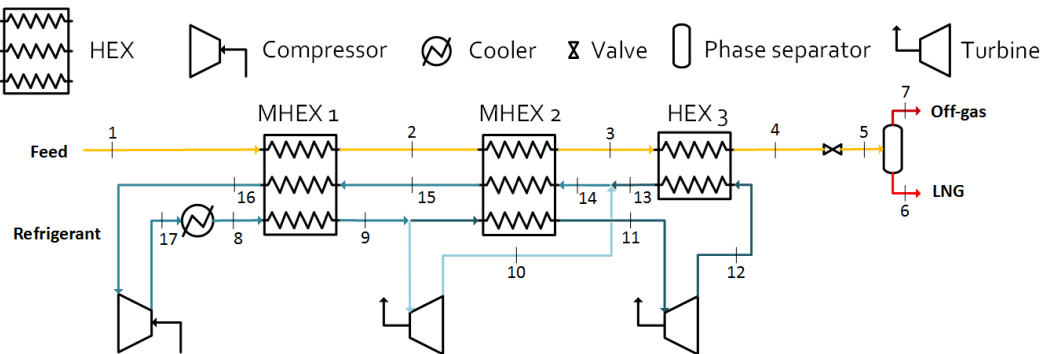 HEX
Compressor
Cooler
Valve
Phase separator
Turbine
MHEX 1
MHEX 2
HEX 3
7
Off-gas
1
2
3
4
5
Feed
16
15
14
13
LNG
6
Refrigerant
17
8
9
11
10
12